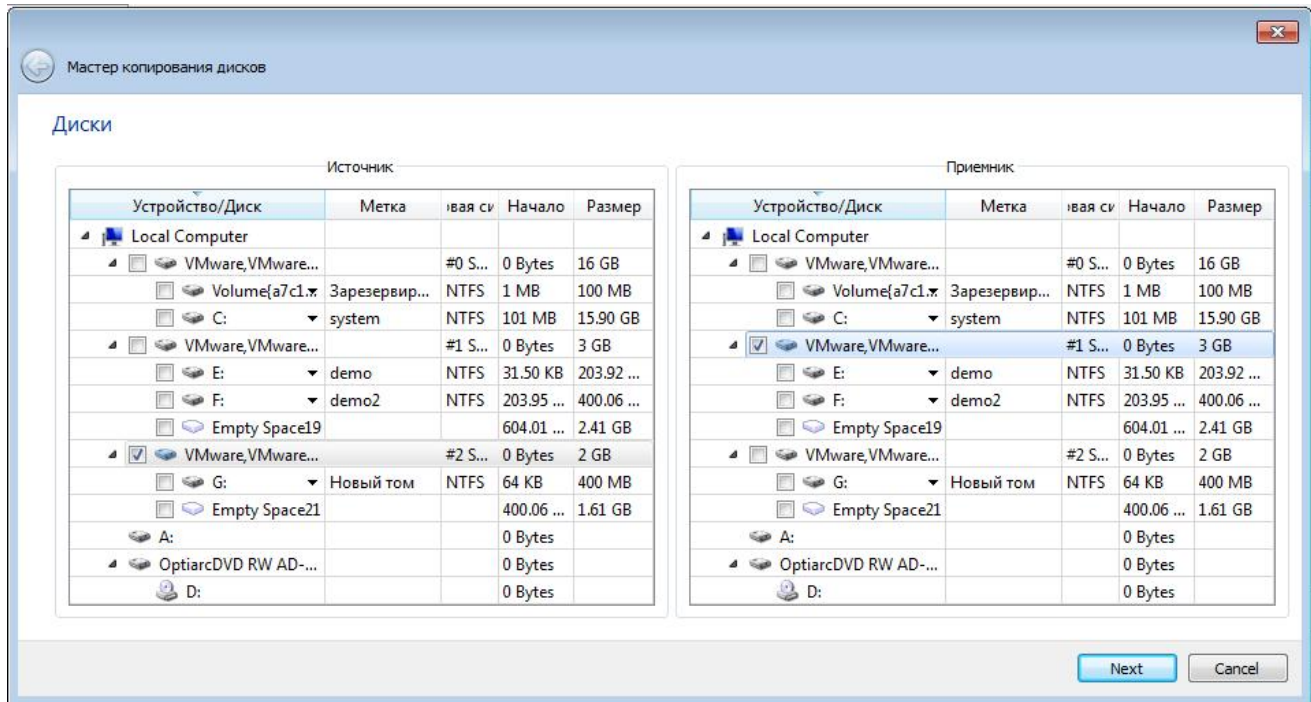 Мастер копирования дисков
Диски
Источник
Приемник
Устройство/Диск Метка ›вая си Начало Размер
Устройство/Диск Метка ›вая си Начало Размер
Local Computer
Local Computer
VMware,VMware... #0 S... 0 Bytes 16 GB
VMware,VMware... #0 S... 0 Bytes 16 GB
Volume{a7c1. Зарезервир... NTFS 1 MB 100 MB
Volume{a7c1. Зарезервир... NTFS 1 MB 100 MB
C: system NTFS 101 MB 15.90 GB
C: system NTFS 101 MB 15.90 GB
VMware,VMware... #1 S... 0 Bytes 3 GB
VMware,VMware... #1 S... 0 Bytes 3 GB
E: demo NTFS 31.50 KB 203.92 ...
E: demo NTFS 31.50 KB 203.92 ...
F: demo2 NTFS 203.95 ... 400.06 ...
F: demo2 NTFS 203.95 ... 400.06 ...
Empty Space19 604.01 ... 2.41 GB
Empty Space19 604.01 ... 2.41 GB
VMware,VMware... #2 S... 0 Bytes 2 GB
VMware,VMware... #2 S... 0 Bytes 2 GB
G: Новый том NTFS 64 KB 400 MB
G: Новый том NTFS 64 KB 400 MB
Empty Space21 400.06 ... 1.61 GB
Empty Space21 400.06 ... 1.61 GB
A: 0 Bytes
A: 0 Bytes
OptiarcDVD RW AD-... 0 Bytes
OptiarcDVD RW AD-... 0 Bytes
D: 0 Bytes
D: 0 Bytes
Next
Cancel